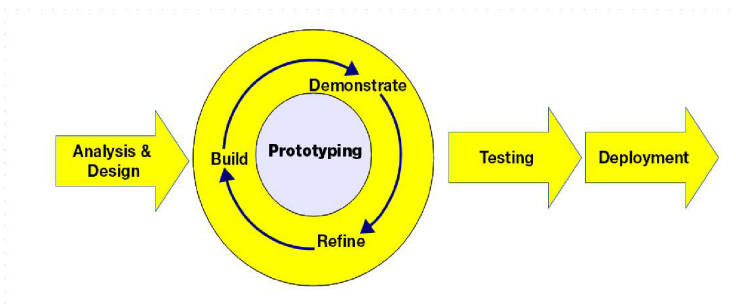 Analysis &
Design
Demonstrate
Build
Prototyping
Refine
Testing
Deployment